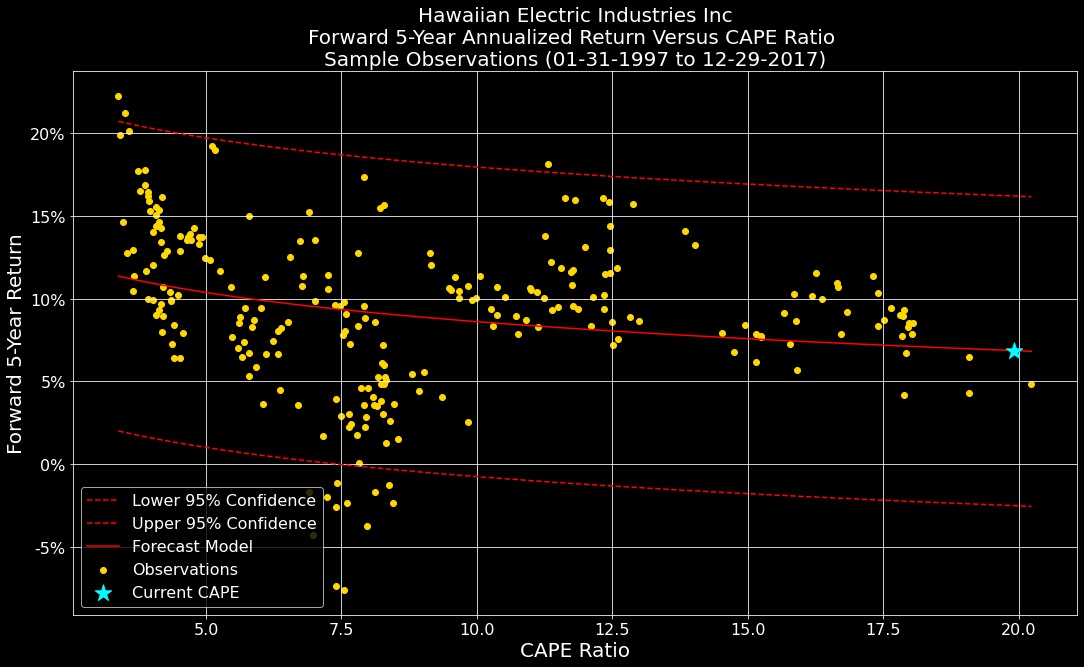 Hawaiian Electric Industries Inc
Forward 5-Year Annualized Return Versus CAPE Ratio
Sample Observations (01-31-1997 to 12-29-2017)
Forward 5-Year Return
20%
15%
10%
5%
0%
-5%
Lower 95% Confidence
Upper 95% Confidence
Forecast Model
Observations
Current CAPE
5.0 7.5 10.0 12.5 15.0 17.5 20.0
CAPE Ratio